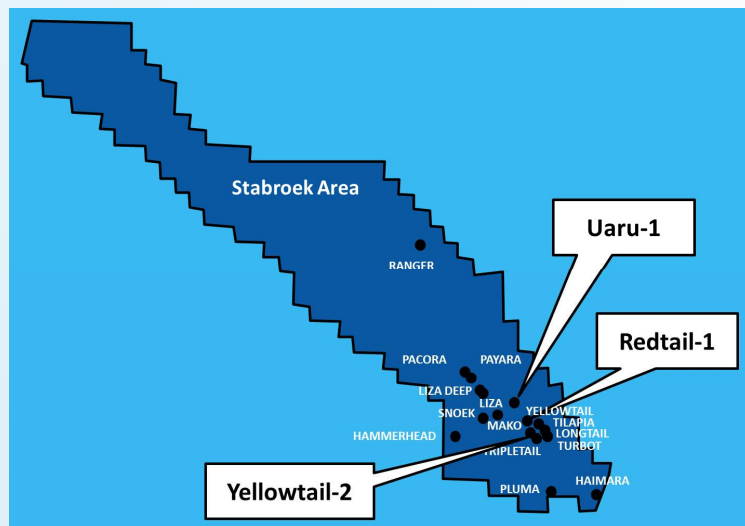 Stabroek Area
Uaru-1
RANGER
Redtail-1
PACORA
PAYARA
LIZA DEEP
LIZA
SNOEK
YELLOWTAIL
MAKO
TILAPIA
HAMMERHEAD
LONGTAIL
TURBOT
TRIPLETAIL
Yellowtail-2
PLUMA
HAIMARA